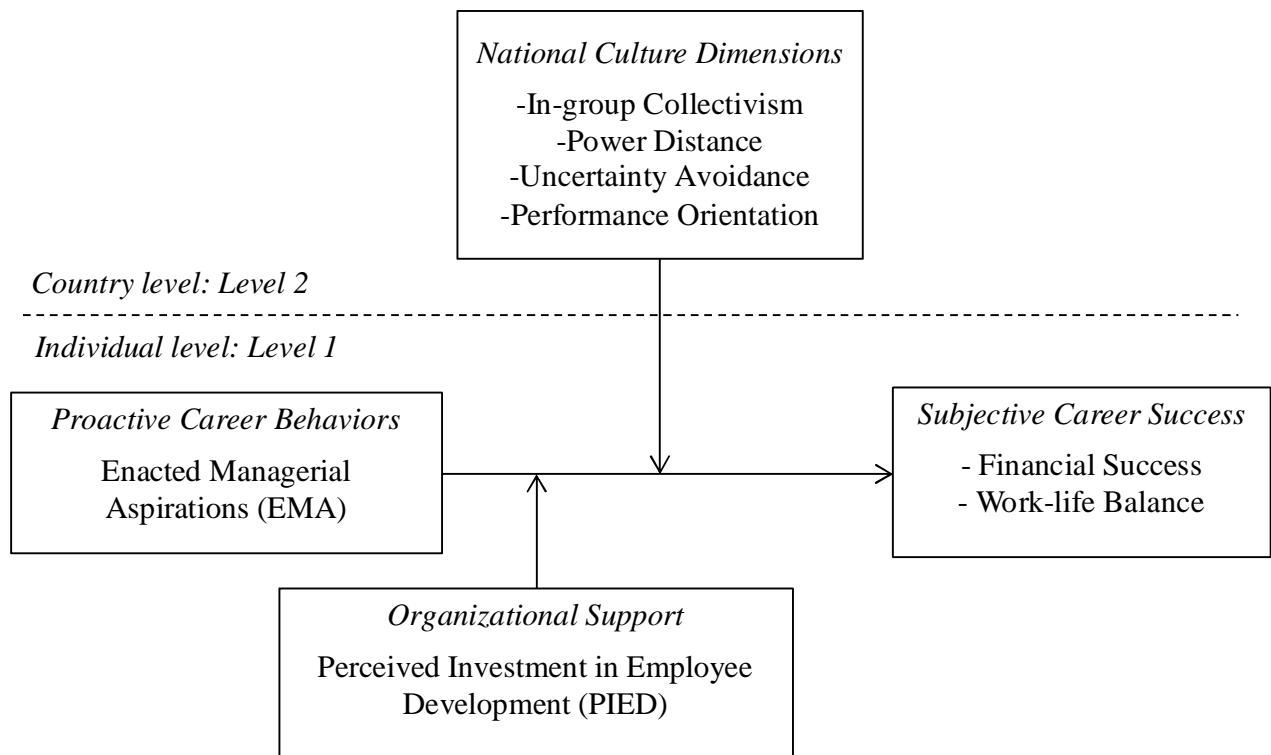 National Culture Dimensions
-In-group Collectivism
-Power Distance
-Uncertainty Avoidance
-Performance Orientation
Country level: Level 2
Individual level: Level 1
Proactive Career Behaviors
Enacted Managerial
Aspirations (EMA)
Subjective Career Success
- Financial Success
- Work-life Balance
Organizational Support
Perceived Investment in Employee
Development (PIED)